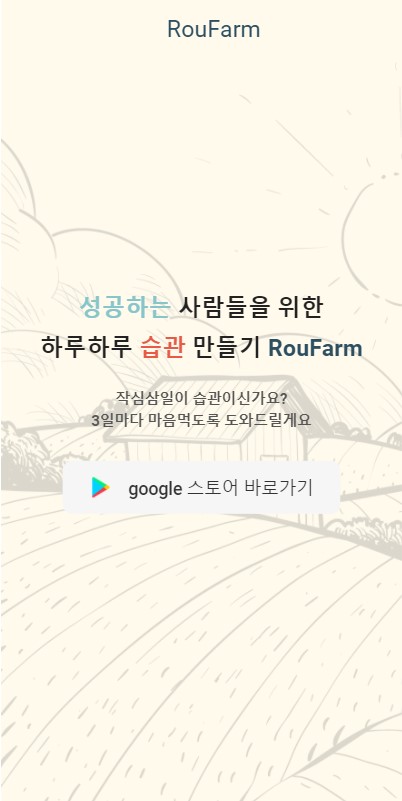 RouFarm
성공하는 사람들을 위한
하루하루 습관 만들기 RouFarm
작심삼일이 습관이신가요?
3일마다 마음먹도록 도와드릴게요
google 스토어 바로가기